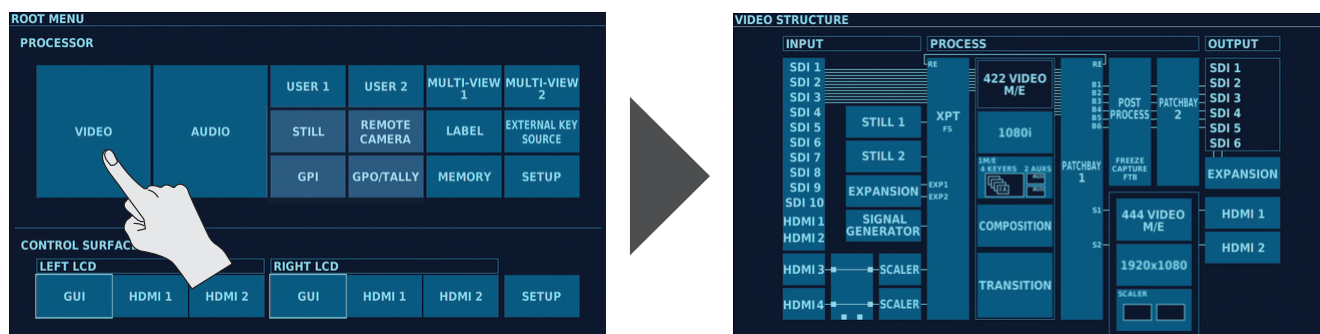 ROOT MENU
PROCESSOR
VIDEO
AUDIO
USER 1
USER 2
MULTI-VIEW
1
MULTI-VIEW
2
STILL
REMOTE
CAMERA
LABEL
EXTERNAL KEY
SOURCE
GPI
GPO/TALLY
MEMORY
SETUP
CONTROL SURFAC
LEFT LCD
RIGHT LCD
GUI
HDMI 1
HDMI 2
GUI
HDMI 1
HDMI 2
SETUP
VIDEO STRUCTURE
INPUT
PROCESS
OUTPUT
SDI 1
SDI 2
SDI 3
SDI 4
SDI 5
SDI 6
SDI 7
SDI 8
SDI 9
SDI 10
HDMI 1
HDMI 2
HDMI 3
HDMI 4
STILL 1
STILL 2
EXPANSION
SIGNAL
GENERATOR
SCALER
SCALER
RE
XPT
FS
EXP1
EXP2
422 VIDEO
M/E
1080i
1M/E
4 KEYERS
2 AUXS
COMPOSITION
TRANSITION
RE
B1
B2
B3
B4
B5
B6
PATCHBAY
1
S1
S2
POST
PROCESS
FREEZE
CAPTURE
FTB
PATCHBAY
2
444 VIDEO
M/E
1920x1080
SCALER
SDI 1
SDI 2
SDI 3
SDI 4
SDI 5
SDI 6
EXPANSION
HDMI 1
HDMI 2